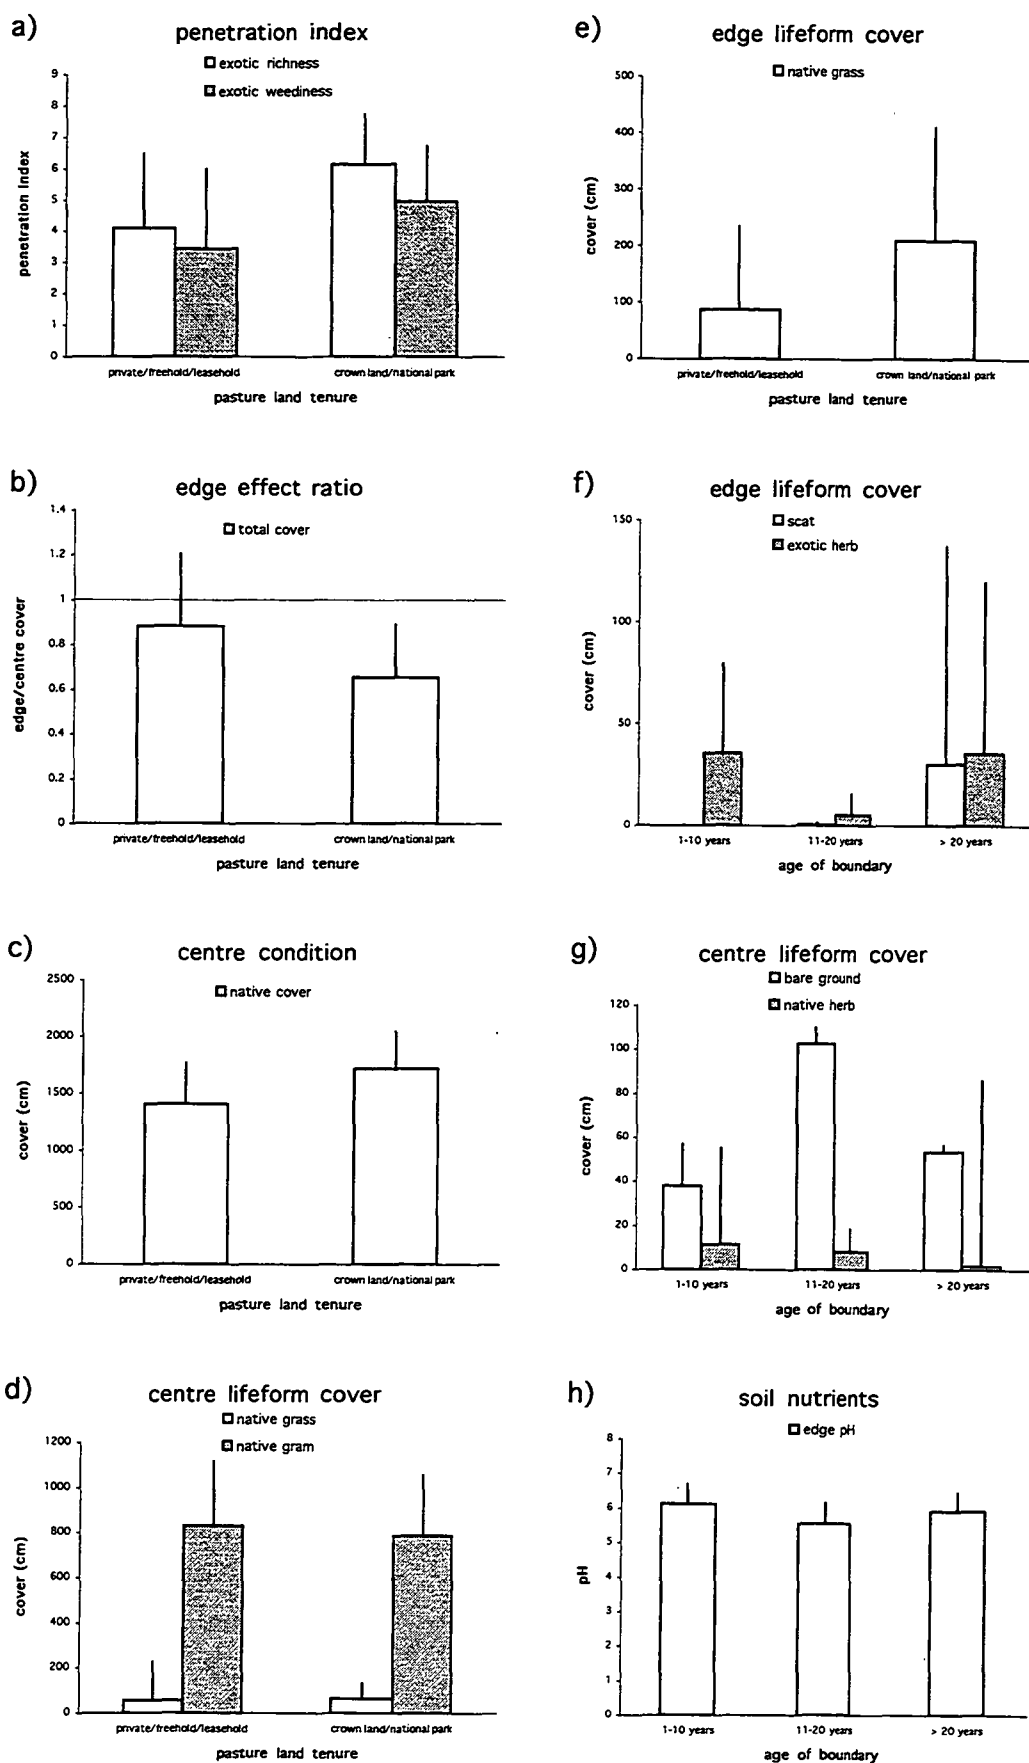 a)
penetration index
exotic richness
exotic weediness
9
8
7
6
5
4
3
2
1
0
penetration index
private/freehold/leasehold
crown land/national park
pasture land tenure
b)
edge effect ratio
total cover
1.4
1.2
1
0.8
0.6
0.4
0.2
0
edge/centre cover
private/freehold/leasehold
crown land/national park
pasture land tenure
c)
centre condition
native cover
2500
2000
1500
1000
500
0
cover (cm)
private/freehold/leasehold
crown land/national park
pasture land tenure
d)
centre lifeform cover
native grass
native gram
1200
1000
800
600
400
200
0
cover (cm)
private/freehold/leasehold
crown land/national park
pasture land tenure
e)
edge lifeform cover
native grass
500
400
300
200
100
0
cover (cm)
private/freehold/leasehold
crown land/national park
pasture land tenure
f)
edge lifeform cover
scat
exotic herb
150
100
50
0
cover (cm)
1-10 years
11-20 years
> 20 years
age of boundary
g)
centre lifeform cover
bare ground
native herb
120
100
80
60
40
20
0
cover (cm)
1-10 years
11-20 years
> 20 years
age of boundary
h)
soil nutrients
edge pH
8
7
6
5
4
3
2
1
0
pH
1-10 years
11-20 years
> 20 years
age of boundary